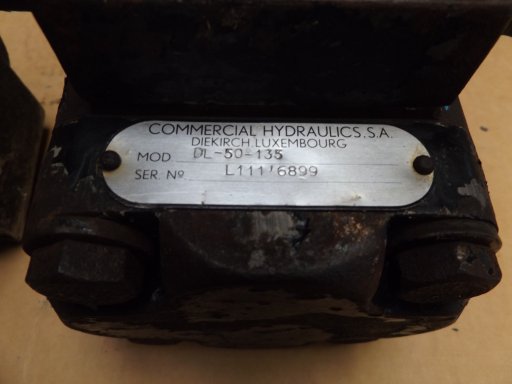 COMMERCIAL HYDRAULICS.S.A.
DIEKIRCH LUXEMBOURG
MOD DL-50-135
SER. Nº L111'6899